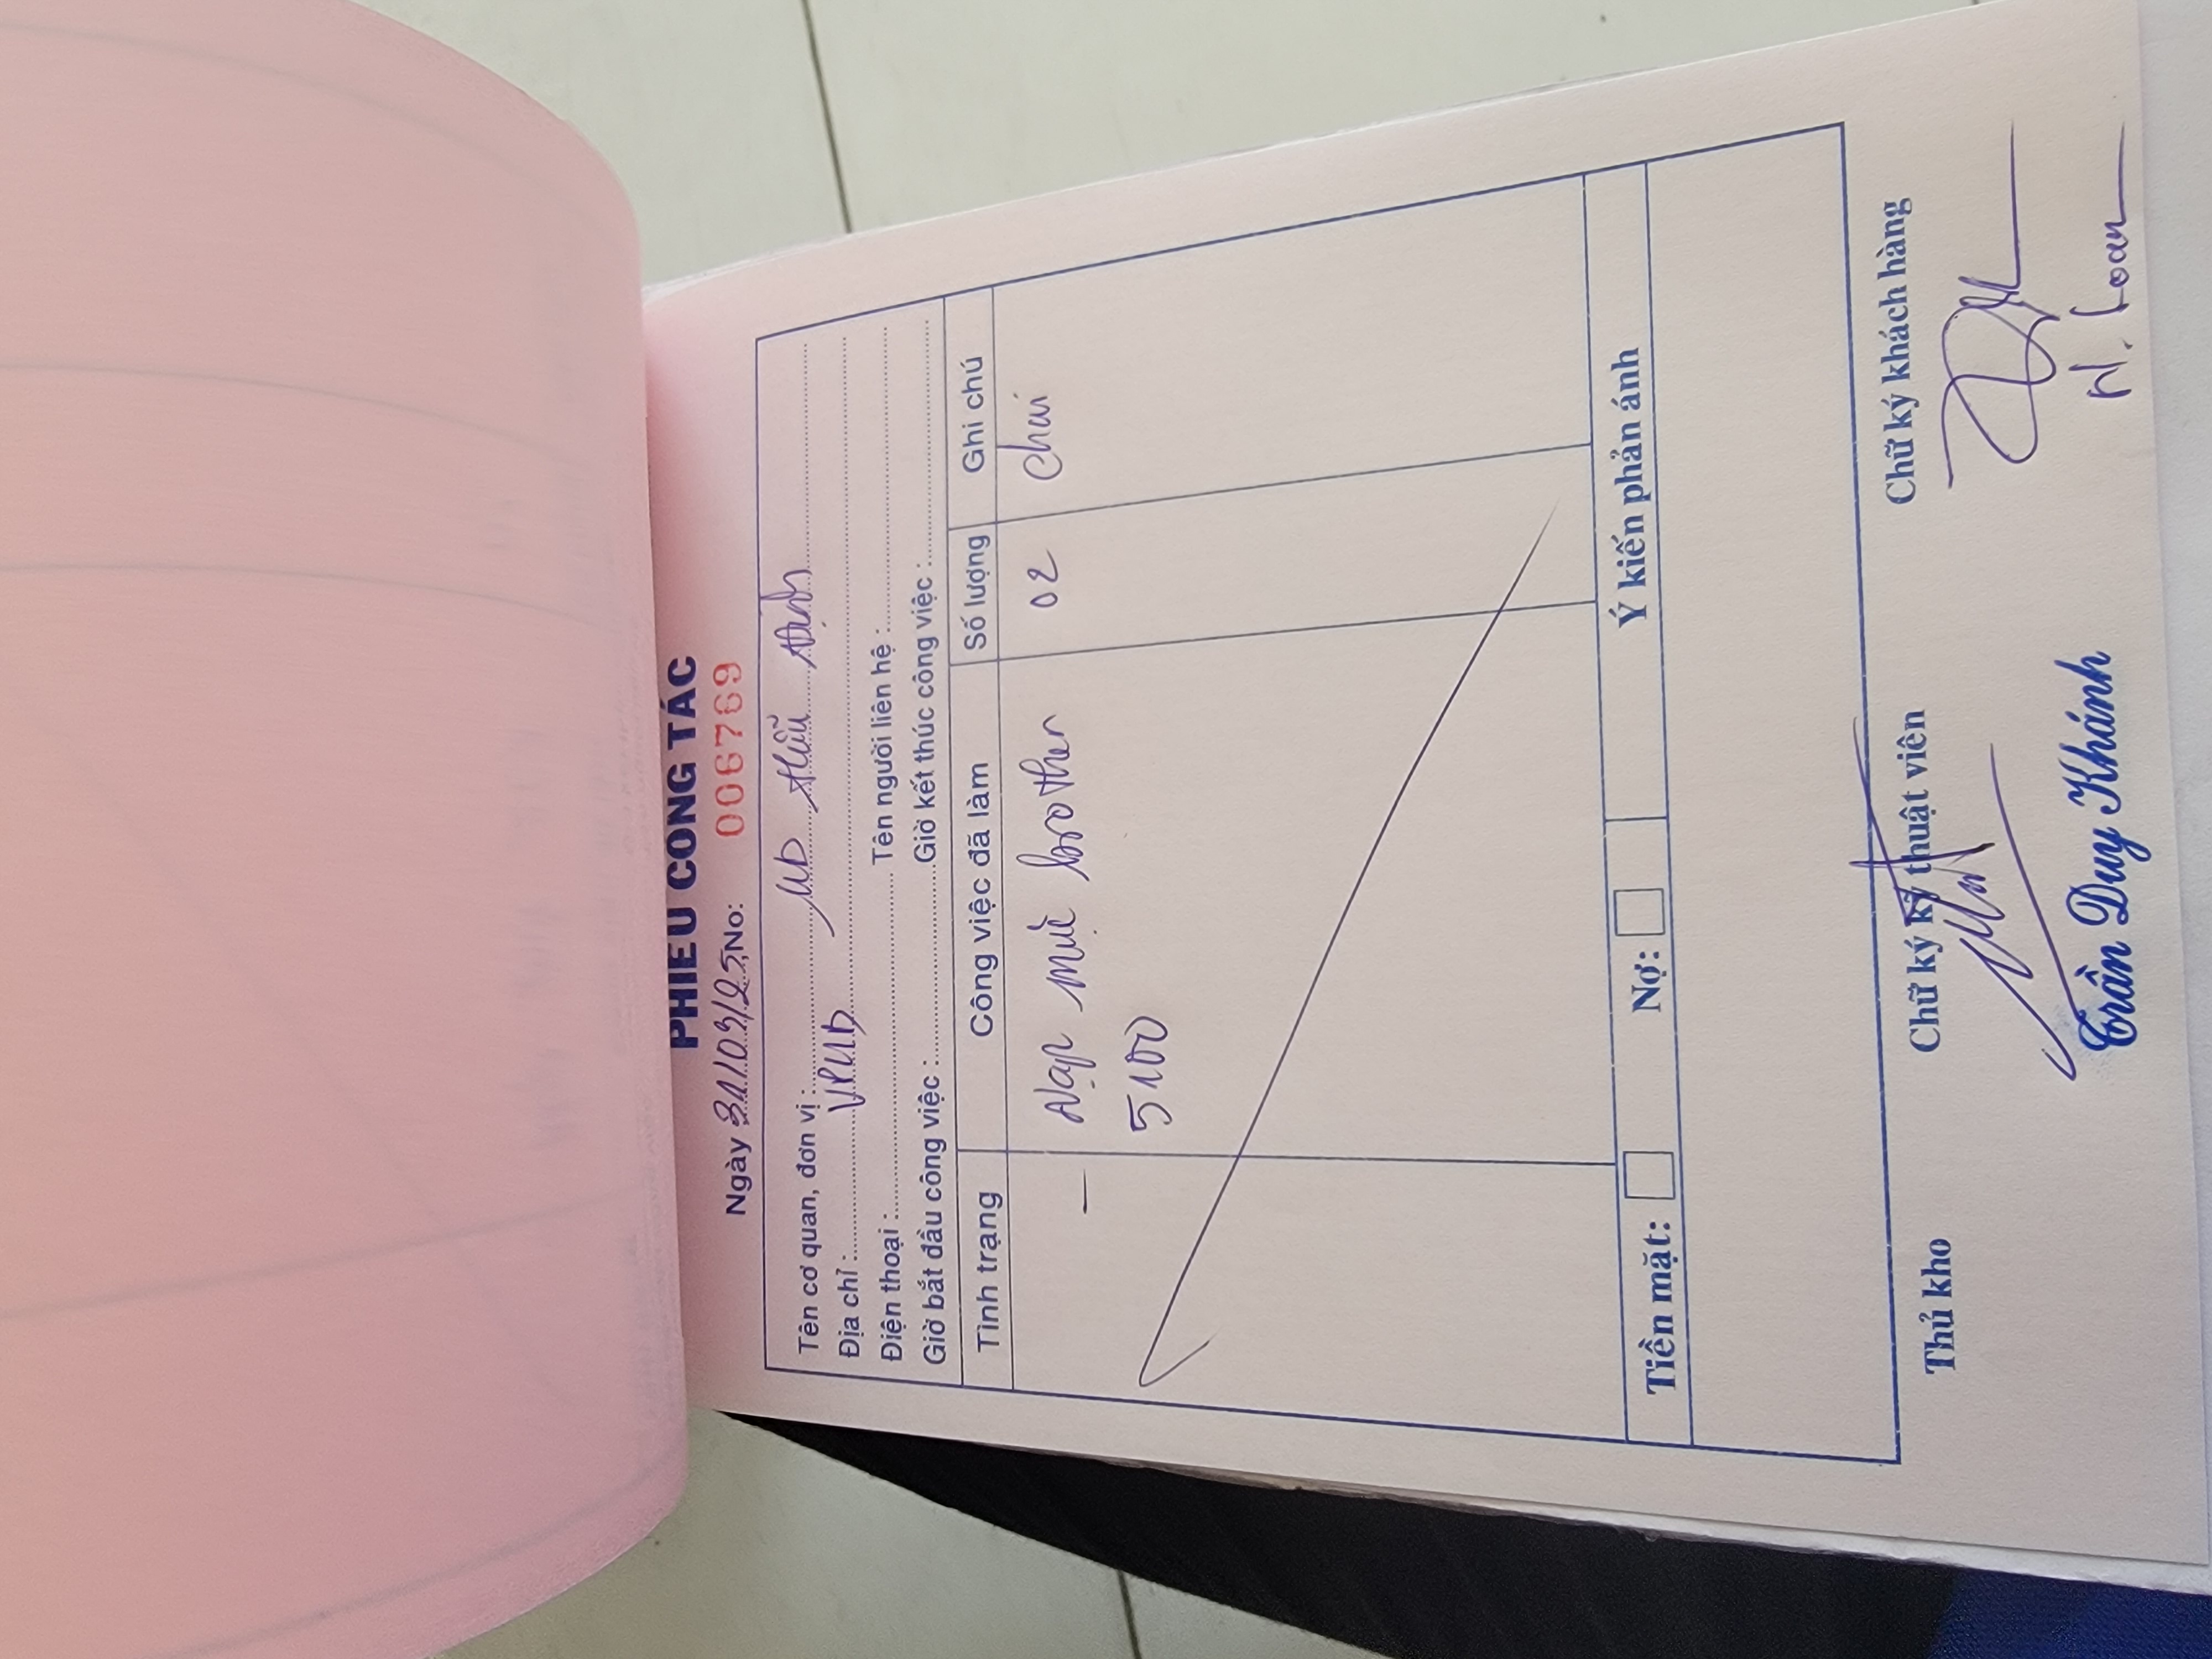 PHIẾU CÔNG TÁC
Ngày 31/03/25 No: 006769
Tên cơ quan, đơn vị : UB Hữu Định
Địa chỉ : VPUB
Điện thoại : Tên người liên hệ :
Giờ bắt đầu công việc : Giờ kết thúc công việc :
Tình trạng Công việc đã làm Số lượng Ghi chú
— Nạp mực brother 02 chai
5100
Tiền mặt: Nợ: Ý kiến phản ánh
Thủ kho Chữ ký kỹ thuật viên Chữ ký khách hàng
Trần Duy Khánh N. Loan